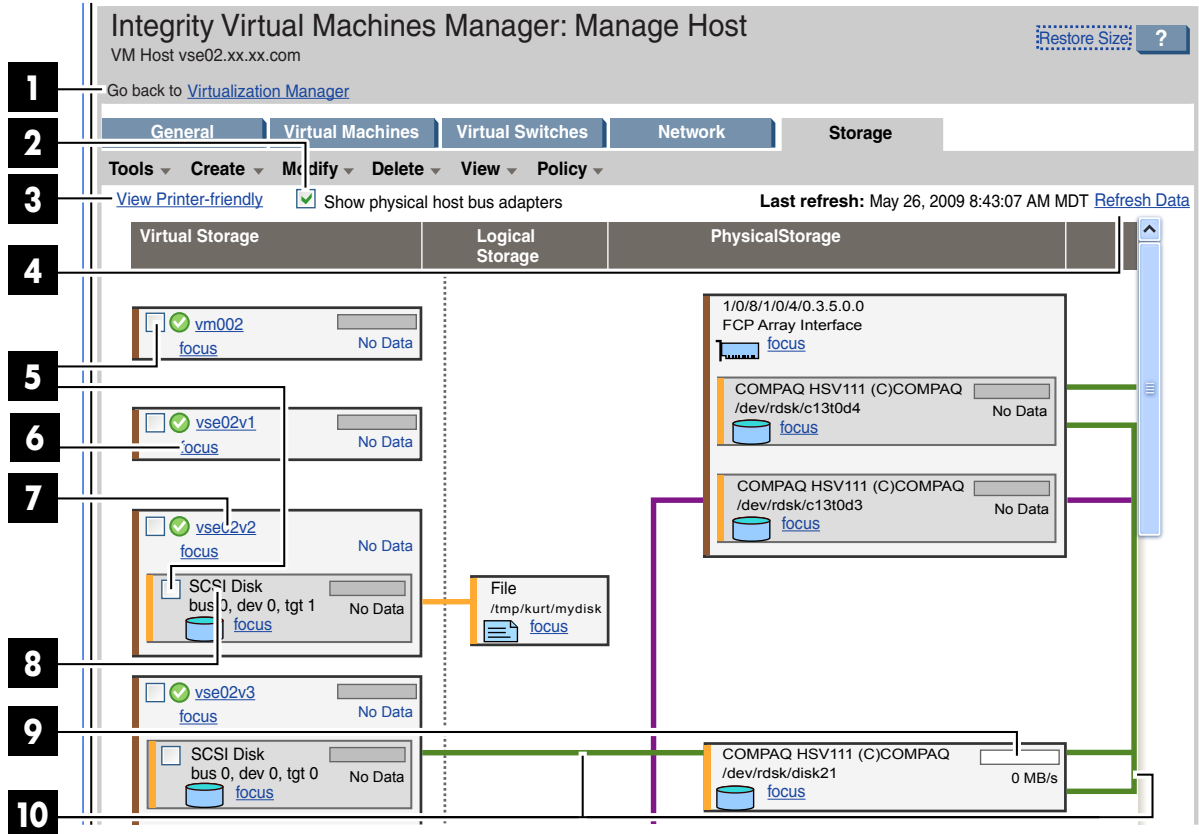 Integrity Virtual Machines Manager: Manage Host
VM Host vse02.xx.xx.com
Restore Size
?
1
Go back to Virtualization Manager
2
General
Virtual Machines
Virtual Switches
Network
Storage
Tools
Create
Modify
Delete
View
Policy
3
View Printer-friendly
Show physical host bus adapters
Last refresh: May 26, 2009 8:43:07 AM MDT
Refresh Data
Virtual Storage
Logical
Storage
PhysicalStorage
4
vm002
focus
No Data
1/0/8/1/0/4/0.3.5.0.0
FCP Array Interface
focus
5
COMPAQ HSV111 (C)COMPAQ
/dev/rdsk/c13t0d4
No Data
focus
6
vse02v1
focus
No Data
7
COMPAQ HSV111 (C)COMPAQ
/dev/rdsk/c13t0d3
No Data
focus
vse02v2
focus
No Data
SCSI Disk
bus 0, dev 0, tgt 1
No Data
focus
File
/tmp/kurt/mydisk
focus
8
vse02v3
focus
No Data
9
SCSI Disk
bus 0, dev 0, tgt 0
No Data
focus
COMPAQ HSV111 (C)COMPAQ
/dev/rdsk/disk21
0 MB/s
focus
10